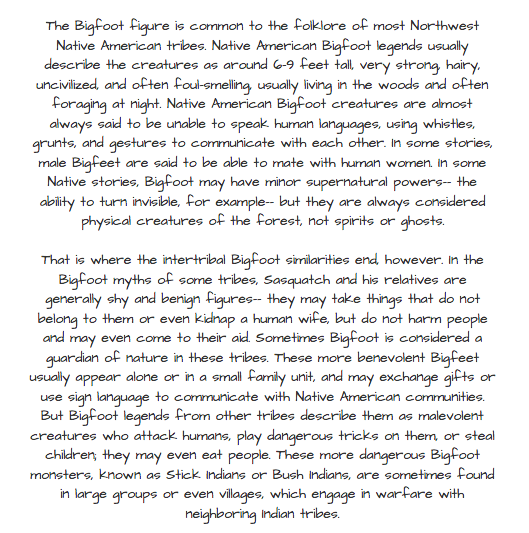 The Bigfoot figure is common to the folklore of most Northwest
Native American tribes. Native American Bigfoot legends usually
describe the creatures as around 6-9 feet tall, very strong, hairy,
uncivilized, and often foul-smelling, usually living in the woods and often
foraging at night. Native American Bigfoot creatures are almost
always said to be unable to speak human languages, using whistles,
grunts, and gestures to communicate with each other. In some stories,
male Bigfeet are said to be able to mate with human women. In some
Native stories, Bigfoot may have minor supernatural powers-- the
ability to turn invisible, for example-- but they are always considered
physical creatures of the forest, not spirits or ghosts.

That is where the intertribal Bigfoot similarities end, however. In the
Bigfoot myths of some tribes, Sasquatch and his relatives are
generally shy and benign figures-- they may take things that do not
belong to them or even kidnap a human wife, but do not harm people
and may even come to their aid. Sometimes Bigfoot is considered a
guardian of nature in these tribes. These more benevolent Bigfeet
usually appear alone or in a small family unit, and may exchange gifts or
use sign language to communicate with Native American communities.
But Bigfoot legends from other tribes describe them as malevolent
creatures who attack humans, play dangerous tricks on them, or steal
children; they may even eat people. These more dangerous Bigfoot
monsters, known as Stick Indians or Bush Indians, are sometimes found
in large groups or even villages, which engage in warfare with
neighboring Indian tribes.